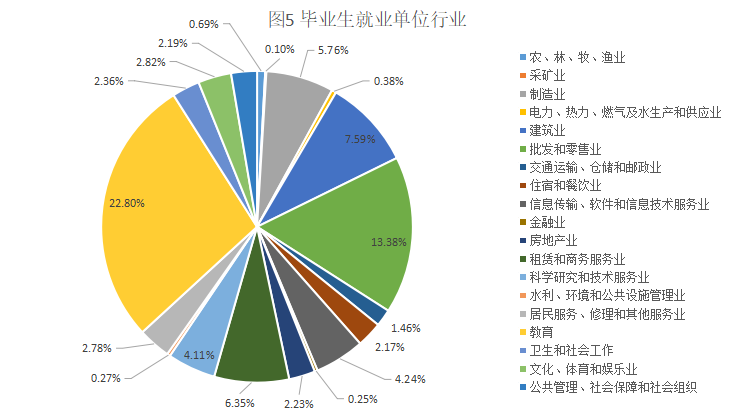 图5 毕业生就业单位行业
0.69%
0.10%
5.76%
2.19%
2.82%
2.36%
0.38%
7.59%
22.80%
13.38%
1.46%
2.17%
2.78%
4.11%
0.27%
4.24%
6.35%
2.23%
0.25%
农、林、牧、渔业
采矿业
制造业
电力、热力、燃气及水生产和供应业
建筑业
批发和零售业
交通运输、仓储和邮政业
住宿和餐饮业
信息传输、软件和信息技术服务业
金融业
房地产业
租赁和商务服务业
科学研究和技术服务业
水利、环境和公共设施管理业
居民服务、修理和其他服务业
教育
卫生和社会工作
文化、体育和娱乐业
公共管理、社会保障和社会组织